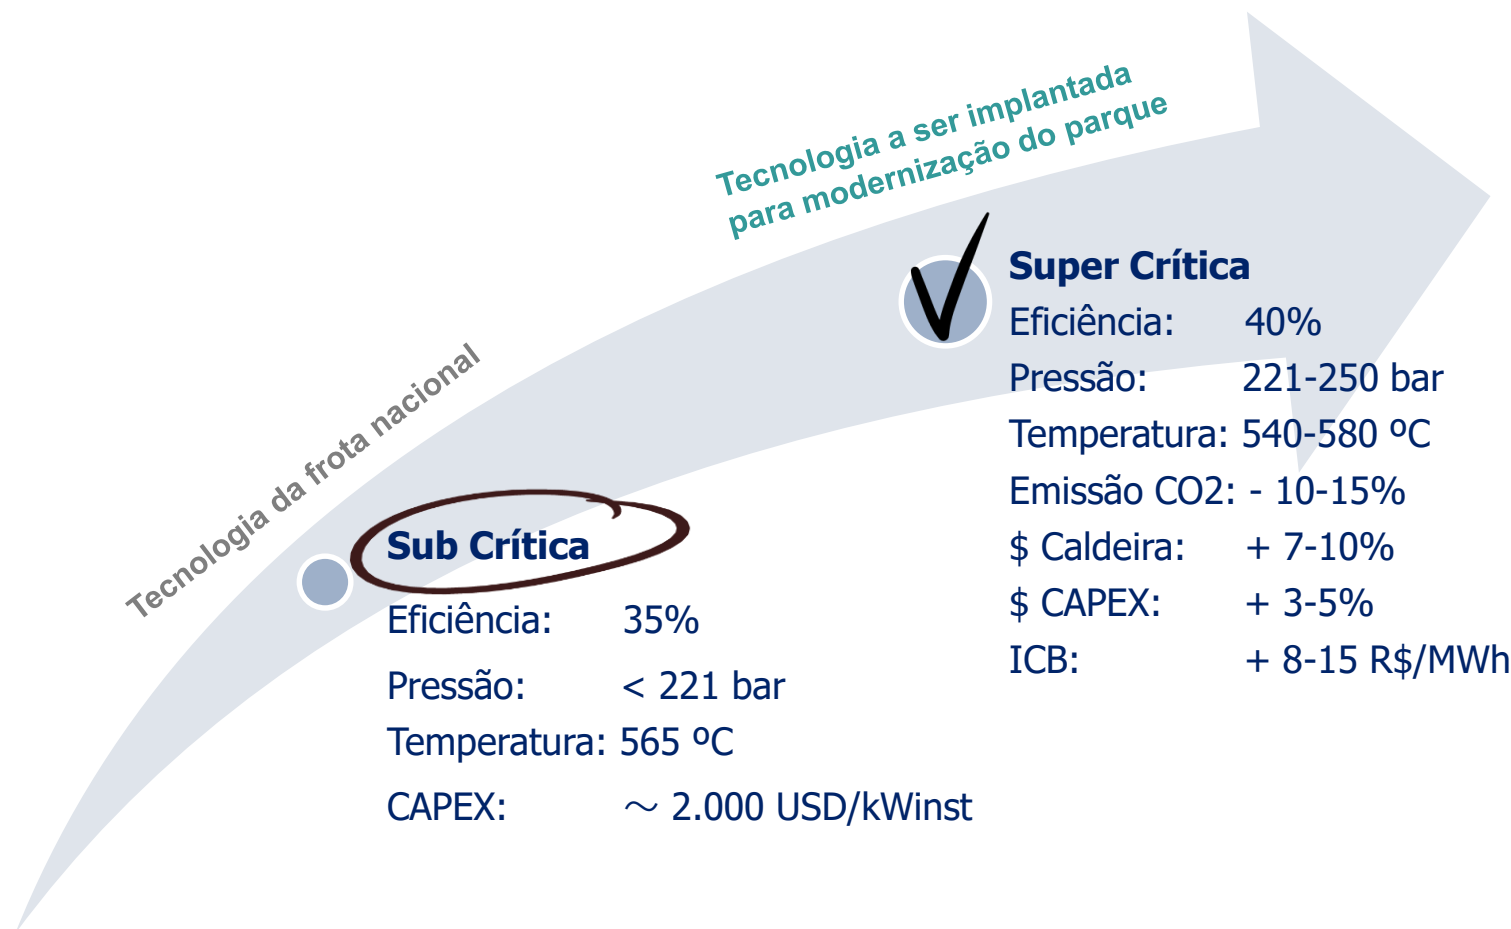 Tecnologia a ser implantada
para modernização do parque
Super Crítica
Eficiência: 40%
Pressão: 221-250 bar
Temperatura: 540-580 ºC
Emissão CO2: - 10-15%
$ Caldeira: + 7-10%
$ CAPEX: + 3-5%
ICB: + 8-15 R$/MWh
Tecnologia da frota nacional
Sub Crítica
Eficiência: 35%
Pressão: < 221 bar
Temperatura: 565 ºC
CAPEX: ～ 2.000 USD/kWinst